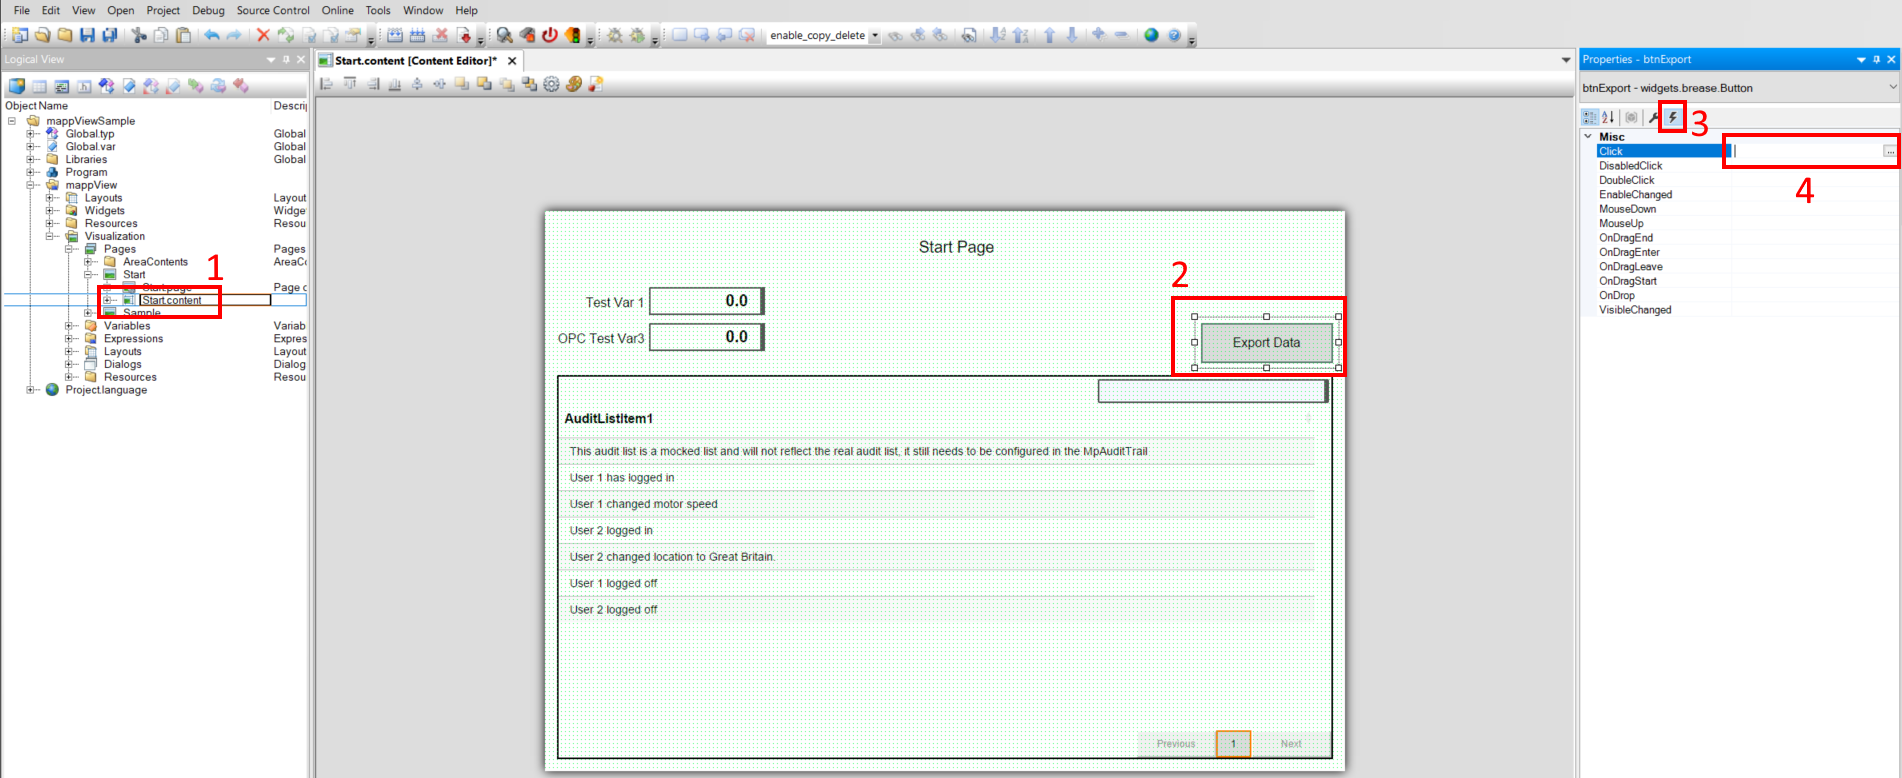 File Edit View Open Project Debug Source Control Online Tools Window Help
enable_copy_delete
Logical View
Object Name Descri
mappViewSample
Global.typ Global
Global.var Global
Libraries Global
Program
mappView
Layouts Layout
Widgets Widge
Resources Resou
Visualization
Pages Pages
AreaContents AreaCo
Start
Start.page Page c
Start.content
Sample
Variables Variab
Expressions Expres
Layouts Layout
Dialogs Dialog
Resources Resou
Project.language
1
Start.content [Content Editor]*
Start Page
Test Var 1 0.0
OPC Test Var3 0.0
2
Export Data
AuditListItem1
This audit list is a mocked list and will not reflect the real audit list, it still needs to be configured in the MpAuditTrail
User 1 has logged in
User 1 changed motor speed
User 2 logged in
User 2 changed location to Great Britain.
User 1 logged off
User 2 logged off
Previous 1 Next
Properties - btnExport
btnExport - widgets.brease.Button
3
Misc
Click ...
DisabledClick
DoubleClick
EnableChanged
MouseDown
MouseUp
OnDragEnd
OnDragEnter
OnDragLeave
OnDragStart
OnDrop
VisibleChanged
4